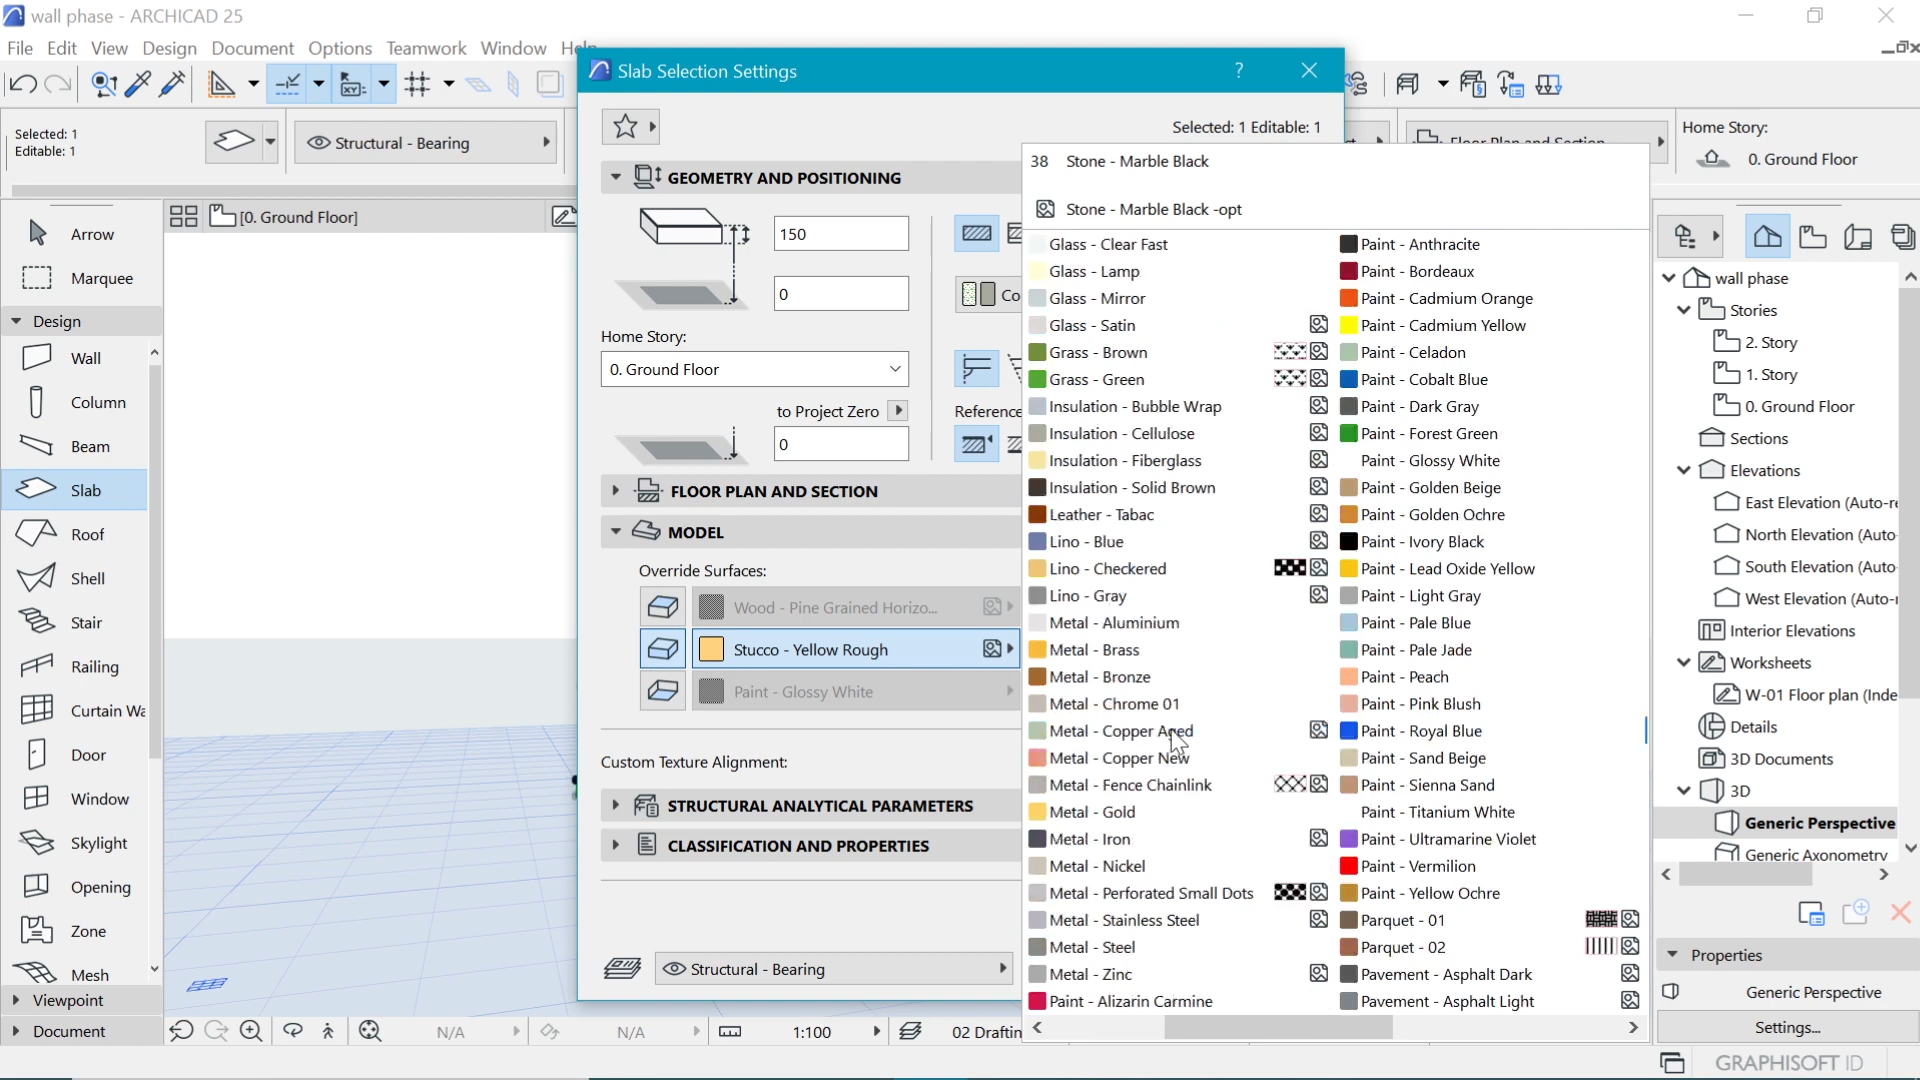 wall phase - ARCHICAD 25
File Edit View Design Document Options Teamwork Window Help
Slab Selection Settings
?
Selected: 1
Editable: 1
Structural - Bearing
Selected: 1 Editable: 1
Floor Plan and Section
Home Story:
0. Ground Floor
[0. Ground Floor]
Arrow
Marquee
Design
Wall
Column
Beam
Slab
Roof
Shell
Stair
Railing
Curtain Wa
Door
Window
Skylight
Opening
Zone
Mesh
Viewpoint
Document
GEOMETRY AND POSITIONING
150
0
Co
Home Story:
0. Ground Floor
to Project Zero
Reference
0
FLOOR PLAN AND SECTION
MODEL
Override Surfaces:
Wood - Pine Grained Horizo...
Stucco - Yellow Rough
Paint - Glossy White
Custom Texture Alignment:
STRUCTURAL ANALYTICAL PARAMETERS
CLASSIFICATION AND PROPERTIES
Structural - Bearing
38 Stone - Marble Black
Stone - Marble Black -opt
Glass - Clear Fast
Glass - Lamp
Glass - Mirror
Glass - Satin
Grass - Brown
Grass - Green
Insulation - Bubble Wrap
Insulation - Cellulose
Insulation - Fiberglass
Insulation - Solid Brown
Leather - Tabac
Lino - Blue
Lino - Checkered
Lino - Gray
Metal - Aluminium
Metal - Brass
Metal - Bronze
Metal - Chrome 01
Metal - Copper Aged
Metal - Copper New
Metal - Fence Chainlink
Metal - Gold
Metal - Iron
Metal - Nickel
Metal - Perforated Small Dots
Metal - Stainless Steel
Metal - Steel
Metal - Zinc
Paint - Alizarin Carmine
Paint - Anthracite
Paint - Bordeaux
Paint - Cadmium Orange
Paint - Cadmium Yellow
Paint - Celadon
Paint - Cobalt Blue
Paint - Dark Gray
Paint - Forest Green
Paint - Glossy White
Paint - Golden Beige
Paint - Golden Ochre
Paint - Ivory Black
Paint - Lead Oxide Yellow
Paint - Light Gray
Paint - Pale Blue
Paint - Pale Jade
Paint - Peach
Paint - Pink Blush
Paint - Royal Blue
Paint - Sand Beige
Paint - Sienna Sand
Paint - Titanium White
Paint - Ultramarine Violet
Paint - Vermilion
Paint - Yellow Ochre
Parquet - 01
Parquet - 02
Pavement - Asphalt Dark
Pavement - Asphalt Light
wall phase
Stories
2. Story
1. Story
0. Ground Floor
Sections
Elevations
East Elevation (Auto-re
North Elevation (Auto-
South Elevation (Auto-
West Elevation (Auto-r
Interior Elevations
Worksheets
W-01 Floor plan (Inde
Details
3D Documents
3D
Generic Perspective
Generic Axonometry
Properties
Generic Perspective
Settings...
N/A
N/A
1:100
02 Draftin
GRAPHISOFT ID